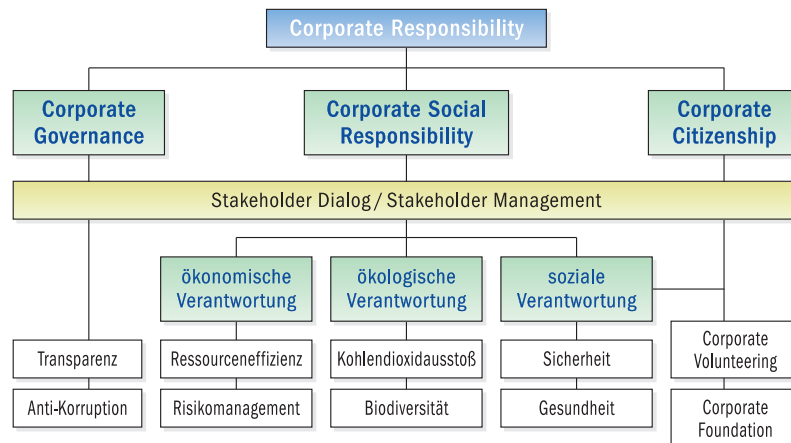 Corporate Responsibility
Corporate
Governance
Corporate Social
Responsibility
Corporate
Citizenship
Stakeholder Dialog / Stakeholder Management
ökonomische
Verantwortung
ökologische
Verantwortung
soziale
Verantwortung
Transparenz
Ressourceneffizienz
Kohlendioxidausstoß
Sicherheit
Corporate
Volunteering
Anti-Korruption
Risikomanagement
Biodiversität
Gesundheit
Corporate
Foundation